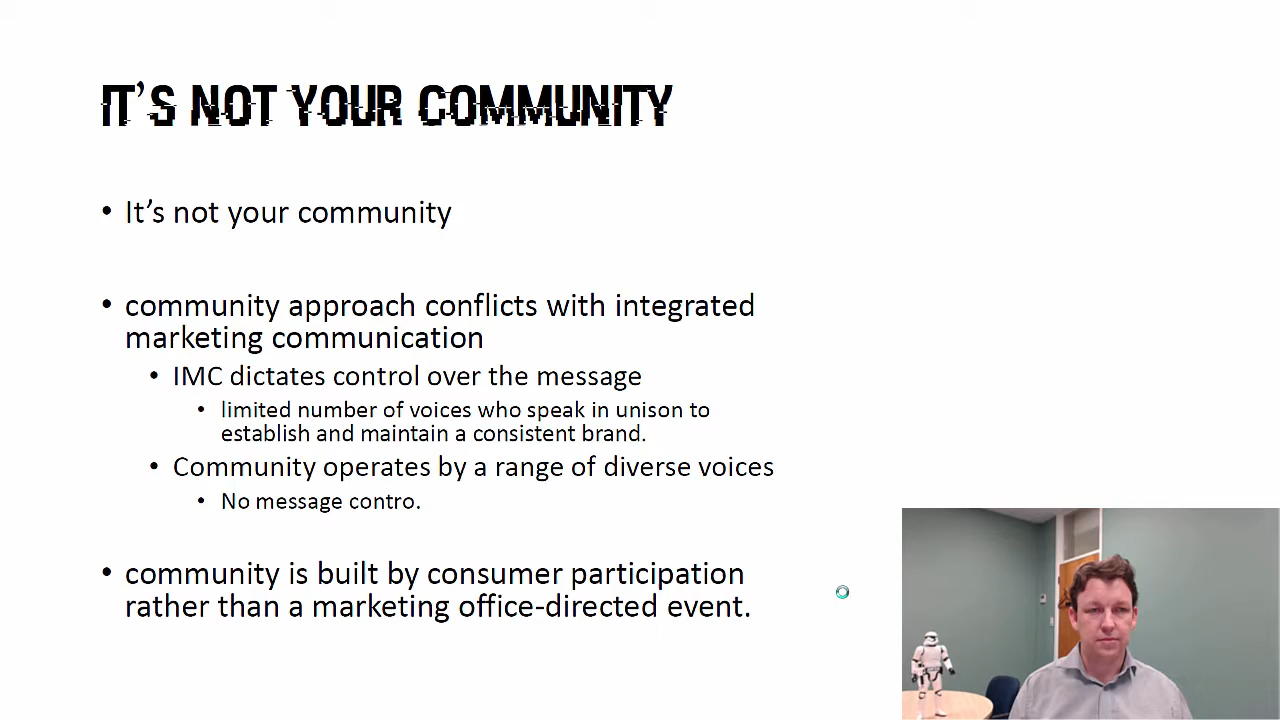 IT'S NOT YOUR COMMUNITY
• It's not your community
• community approach conflicts with integrated
marketing communication
• IMC dictates control over the message
• limited number of voices who speak in unison to
establish and maintain a consistent brand.
• Community operates by a range of diverse voices
• No message contro.
• community is built by consumer participation
rather than a marketing office-directed event.